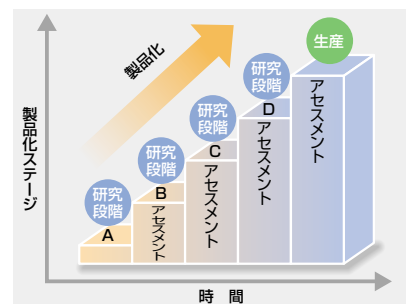 製品化ステージ
製品化
生産
研究
段階
D
アセスメント
研究
段階
C
アセスメント
研究
段階
B
アセスメント
研究
段階
A
アセスメント
時 間